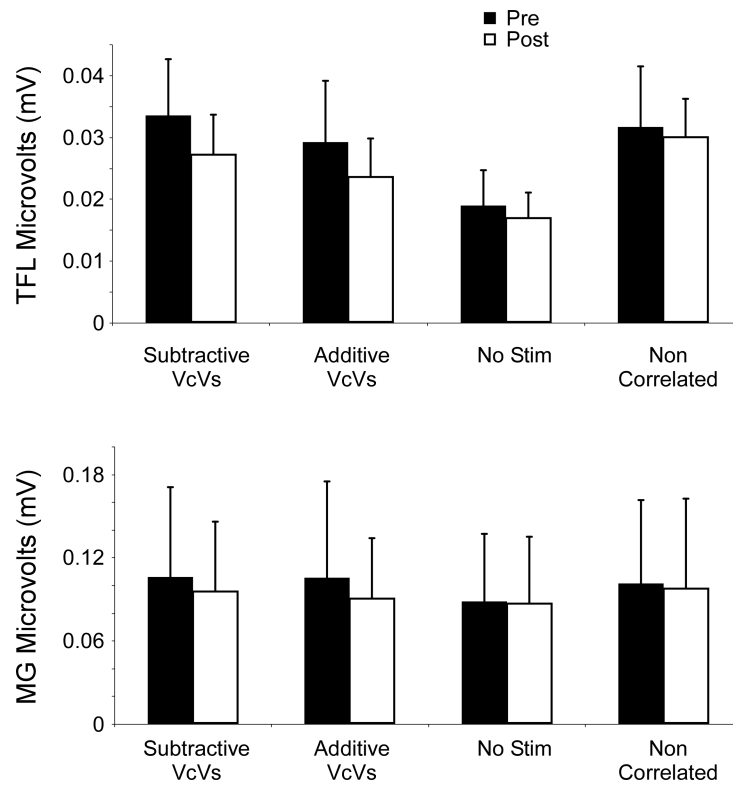 Pre
Post
TFL Microvolts (mV)
0.04
0.03
0.02
0.01
0
Subtractive
VcVs
Additive
VcVs
No Stim
Non
Correlated
MG Microvolts (mV)
0.18
0.12
0.06
0
Subtractive
VcVs
Additive
VcVs
No Stim
Non
Correlated